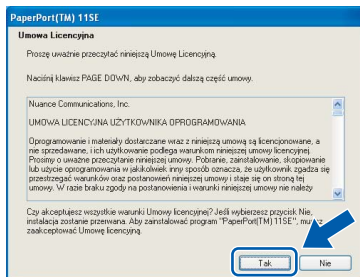 PaperPort(TM) 11SE
Umowa Licencyjna
Proszę uważnie przeczytać niniejszą Umowę Licencyjną.
Naciśnij klawisz PAGE DOWN, aby zobaczyć dalszą część umowy.
Nuance Communications, Inc.
UMOWA LICENCYJNA UŻYTKOWNIKA OPROGRAMOWANIA
Oprogramowanie i materiały dostarczane wraz z niniejszą umową są licencjonowane, a
nie sprzedawane, i ich użytkowanie podlega warunkom niniejszej umowy licencyjnej.
Prosimy o uważne przeczytanie niniejszej umowy. Pobranie, zainstalowanie, skopiowanie
lub użycie oprogramowania w jakikolwiek inny sposób oznacza, że użytkownik zgadza się
przestrzegać warunków oraz postanowień niniejszej umowy i staje się on stroną tej
umowy. W razie braku zgody na postanowienia i warunki niniejszej umowy nie należy
Czy akceptujesz wszystkie warunki Umowy licencyjnej? Jeśli wybierzesz przycisk Nie,
instalacja zostanie przerwana. Aby zainstalować program "PaperPort(TM) 11SE",
zaakceptować Umowę licencyjną.
Tak Nie